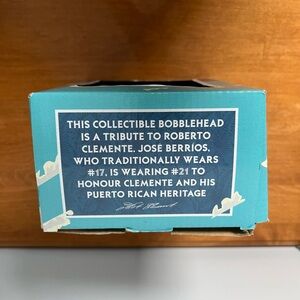 THIS COLLECTIBLE BOBBLEHEAD
IS A TRIBUTE TO ROBERTO
CLEMENTE. JOSÉ BERRÍOS,
WHO TRADITIONALLY WEARS
#17, IS WEARING #21 TO
HONOUR CLEMENTE AND HIS
PUERTO RICAN HERITAGE